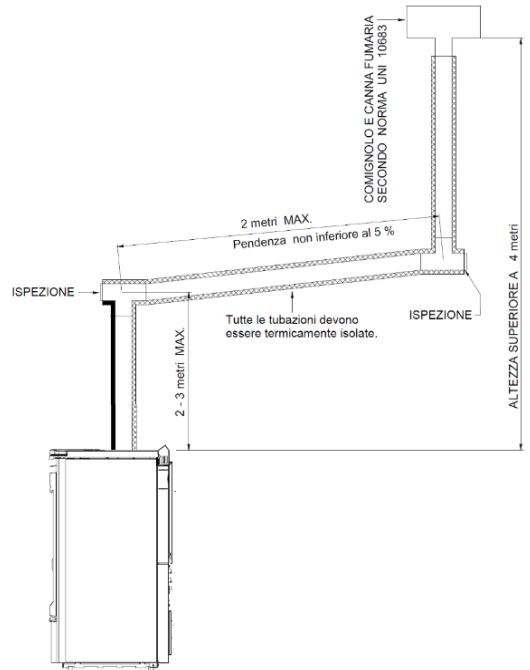 COMIGNOLO E CANNA FUMARIA
SECONDO NORMA UNI 10683
2 metri MAX.
Pendenza non inferiore al 5 %
ISPEZIONE
ISPEZIONE
Tutte le tubazioni devono
essere termicamente isolate.
2 - 3 metri MAX.
ALTEZZA SUPERIORE A 4 metri